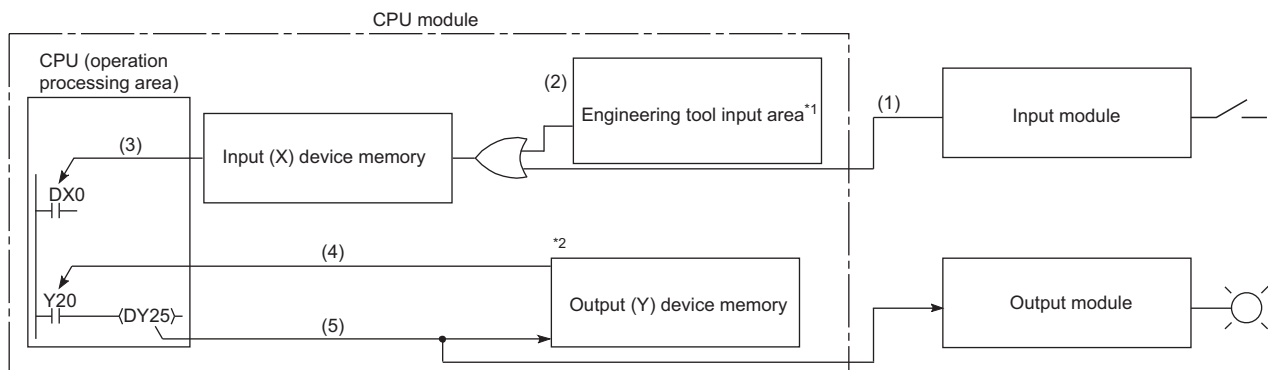 CPU module
CPU (operation
processing area)
(2)
Engineering tool input area*1
(1)
Input module
(3)
Input (X) device memory
DX0
*2
(4)
Output (Y) device memory
Output module
Y20
DY25
(5)